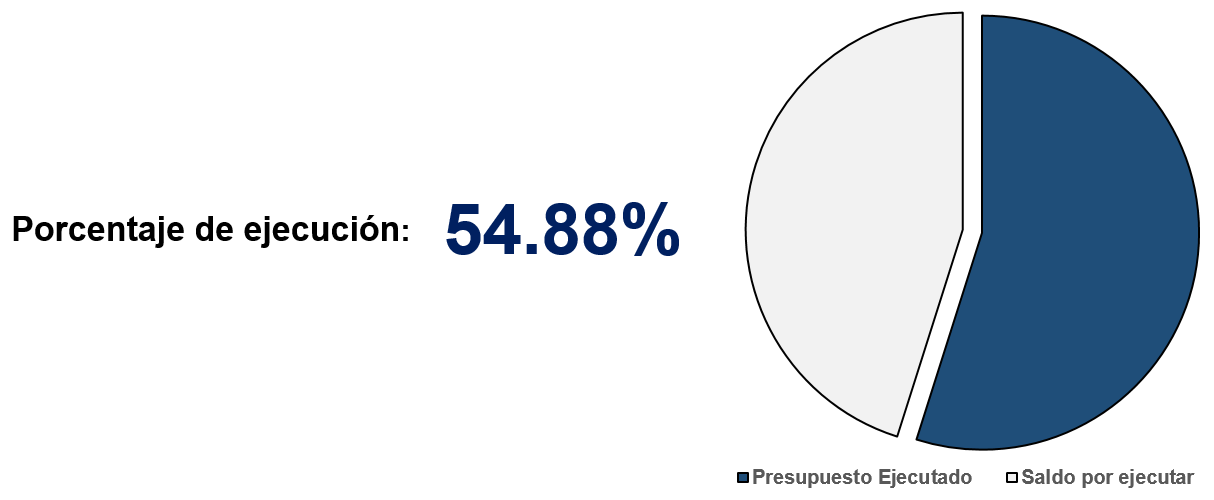 Porcentaje de ejecución: 54.88%
Presupuesto Ejecutado Saldo por ejecutar